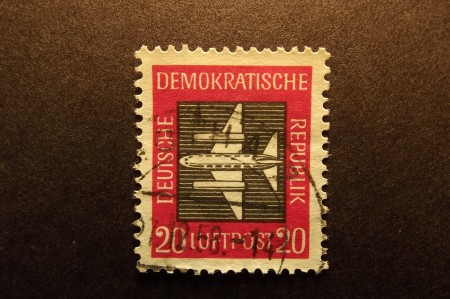 DEUTSCHE
DEMOKRATISCHE
REPUBLIK
20 LUFTPOST 20